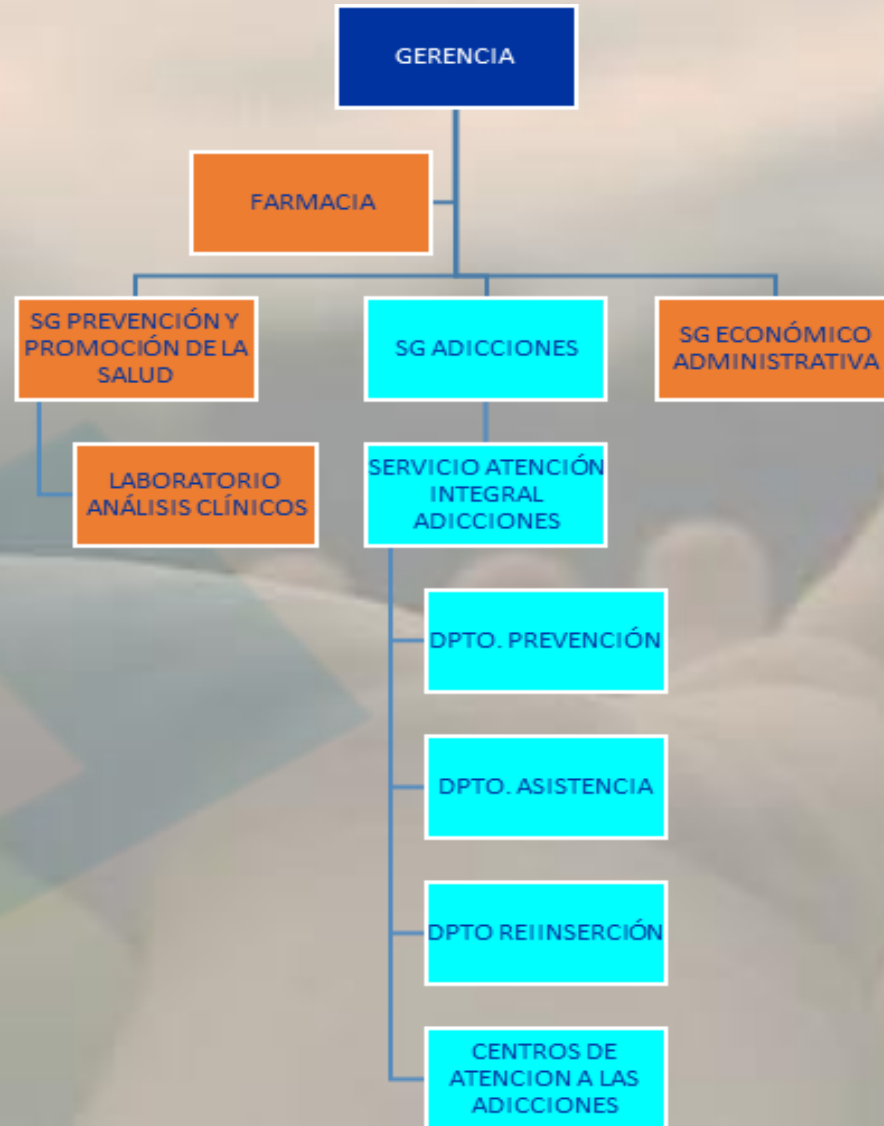 GERENCIA
FARMACIA
SG PREVENCIÓN Y
PROMOCIÓN DE LA
SALUD
SG ADICCIONES
SG ECONÓMICO
ADMINISTRATIVA
LABORATORIO
ANÁLISIS CLÍNICOS
SERVICIO ATENCIÓN
INTEGRAL
ADICCIONES
DPTO. PREVENCIÓN
DPTO. ASISTENCIA
DPTO REIINSERCIÓN
CENTROS DE
ATENCION A LAS
ADICCIONES